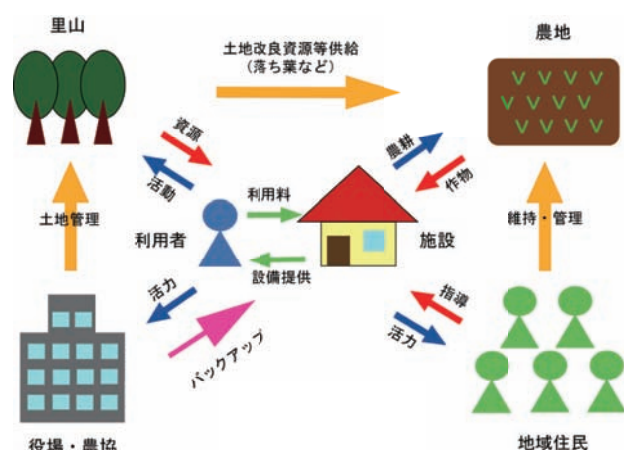 里山
土地改良資源等供給
(落ち葉など)
農地
資源
活動
農耕
作物
利用料
土地管理
利用者
施設
維持・管理
設備提供
活力
バックアップ
指導
活力
役場・農協
地域住民